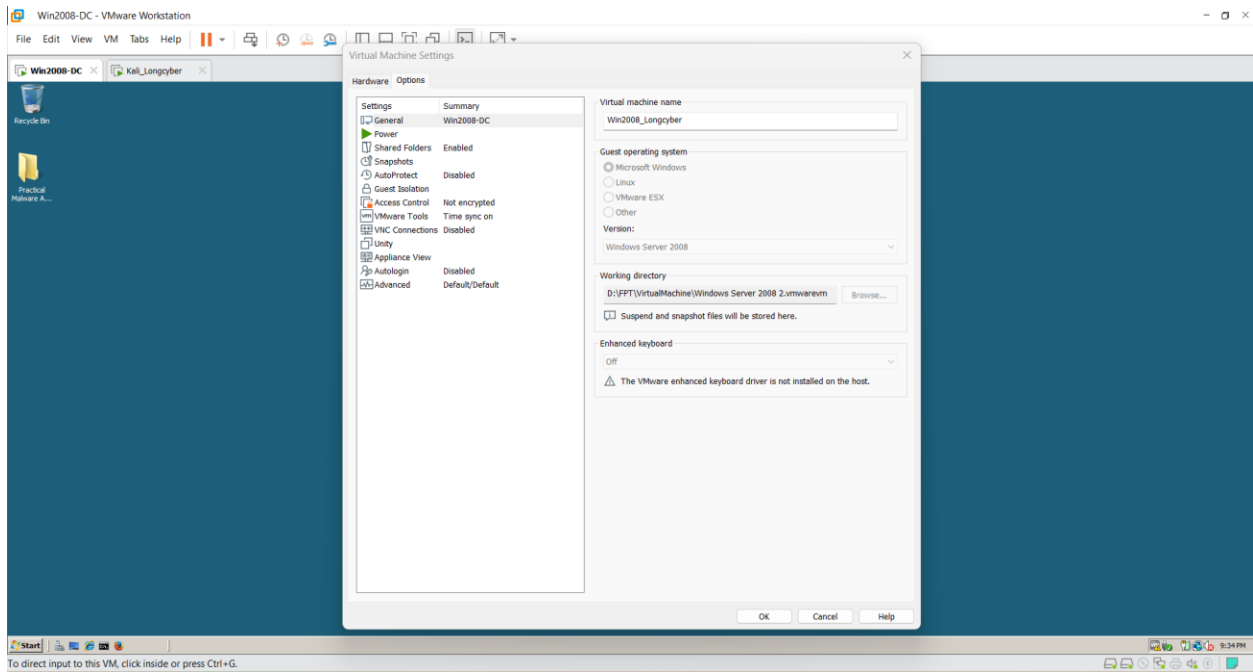 Win2008-DC - VMware Workstation
File Edit View VM Tabs Help
Win2008-DC Kali_Longcyber
Recycle Bin
Practical
Malware A...
Virtual Machine Settings
Hardware Options
Settings Summary
General Win2008-DC
Power
Shared Folders Enabled
Snapshots
AutoProtect Disabled
Guest Isolation
Access Control Not encrypted
VMware Tools Time sync on
VNC Connections Disabled
Unity
Appliance View
Autologin Disabled
Advanced Default/Default
Virtual machine name
Win2008_Longcyber
Guest operating system
Microsoft Windows
Linux
VMware ESX
Other
Version:
Windows Server 2008
Working directory
D:\FPT\VirtualMachine\Windows Server 2008 2.vmwarevm Browse...
Suspend and snapshot files will be stored here.
Enhanced keyboard
Off
The VMware enhanced keyboard driver is not installed on the host.
OK Cancel Help
Start 9:34 PM
To direct input to this VM, click inside or press Ctrl+G.